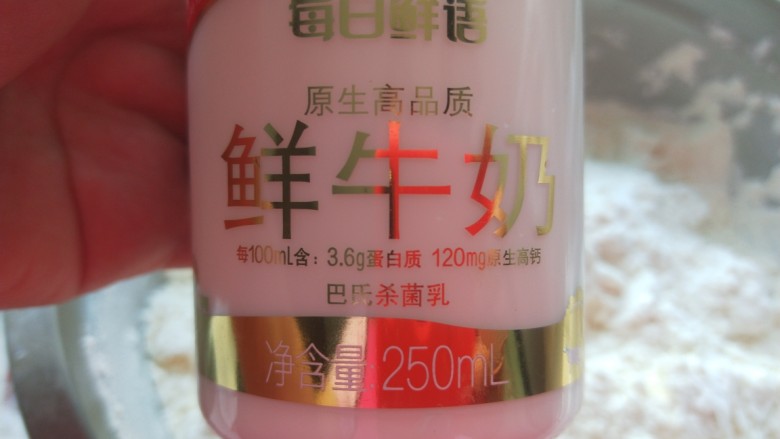 每日鲜语
原生高品质
鲜牛奶
每100mL含：3.6g蛋白质 120mg原生高钙
巴氏杀菌乳
净含量:250mL